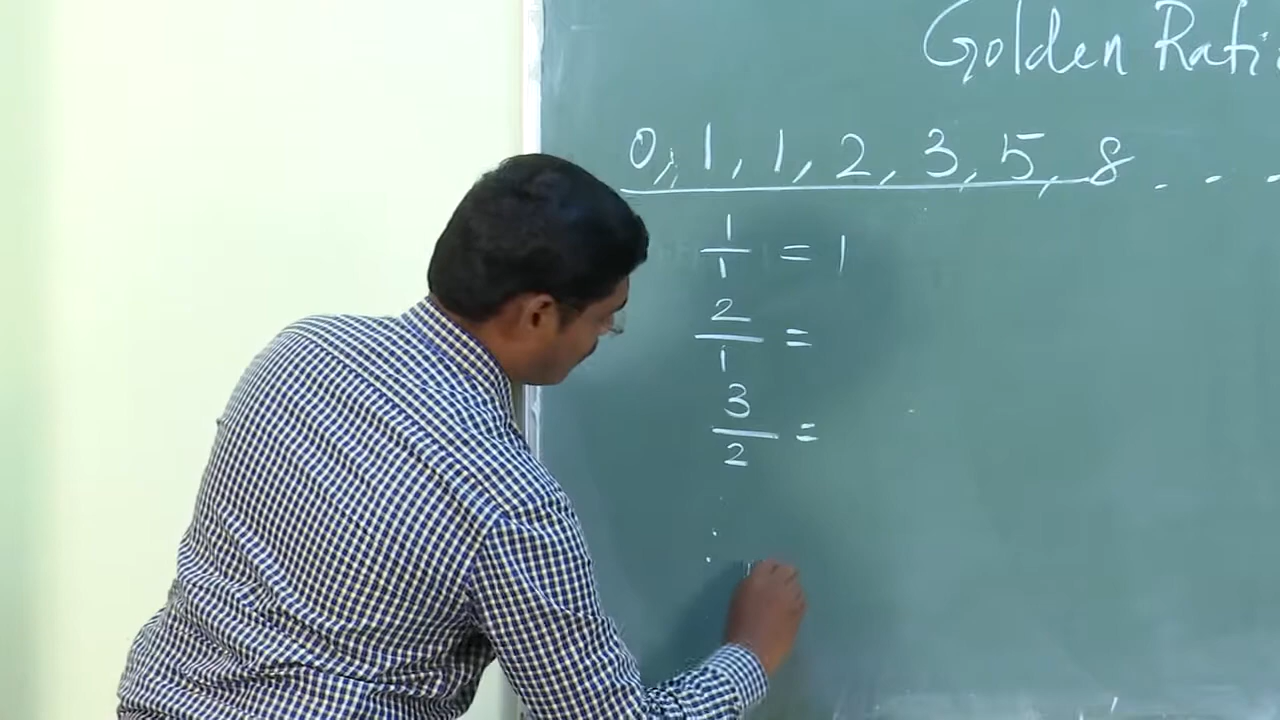 Golden Rati
0, 1, 1, 2, 3, 5, 8 . . .
1/1 = 1
2/1 =
3/2 =